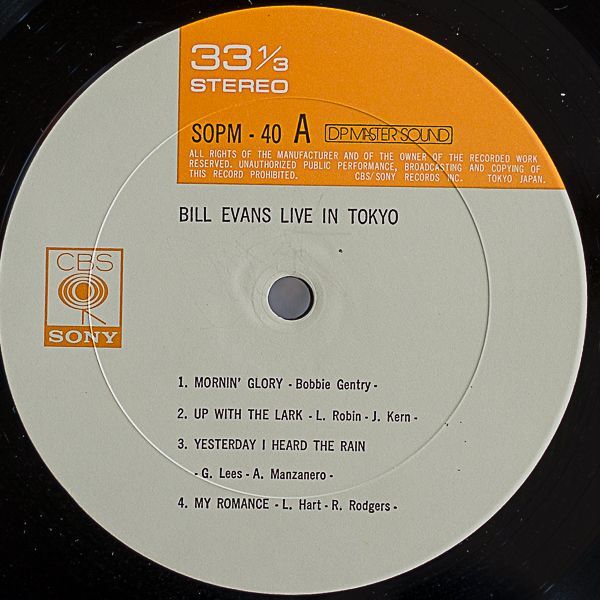 33 1/3
STEREO
SOPM - 40 A DP MASTER SOUND
ALL RIGHTS OF THE MANUFACTURER AND OF THE OWNER OF THE RECORDED WORK
RESERVED. UNAUTHORIZED PUBLIC PERFORMANCE, BROADCASTING AND COPYING OF
THIS RECORD PROHIBITED. CBS/SONY RECORDS INC. TOKYO JAPAN.
BILL EVANS LIVE IN TOKYO
CBS
SONY
1. MORNIN' GLORY - Bobbie Gentry -
2. UP WITH THE LARK - L. Robin - J. Kern -
3. YESTERDAY I HEARD THE RAIN
- G. Lees - A. Manzanero -
4. MY ROMANCE - L. Hart - R. Rodgers -